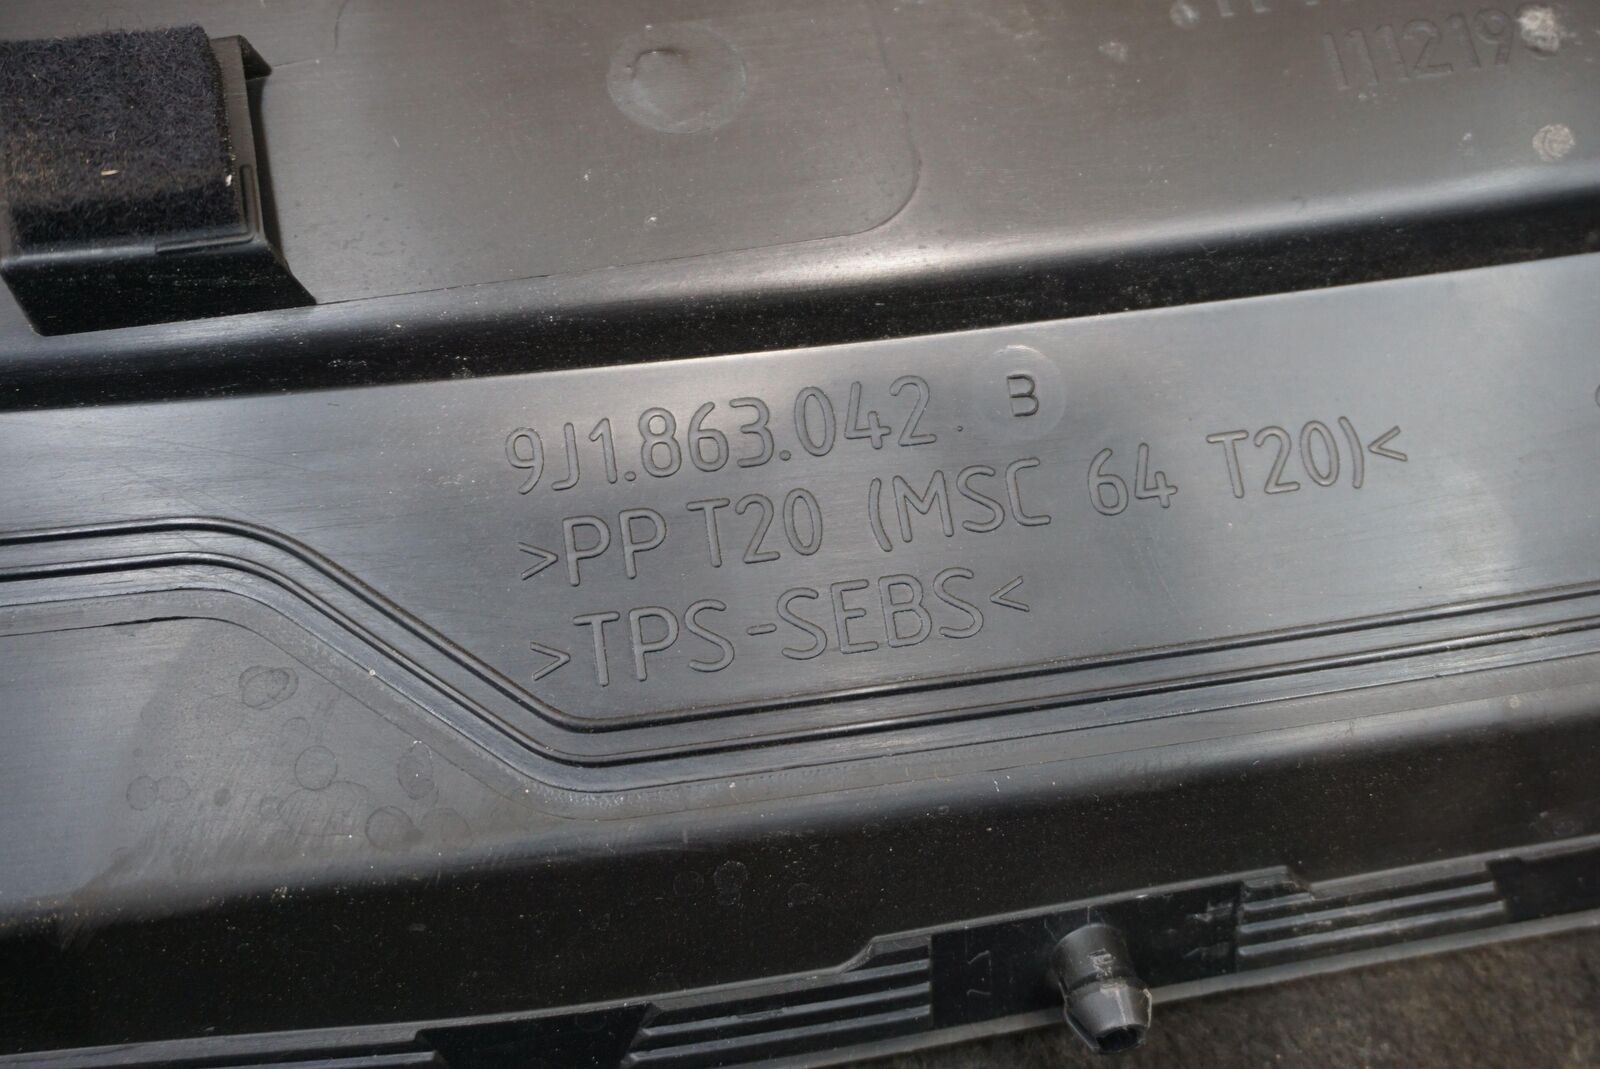 9J1.863.042. B
>PP T20 (MSC 64 T20)<
>TPS-SEBS<